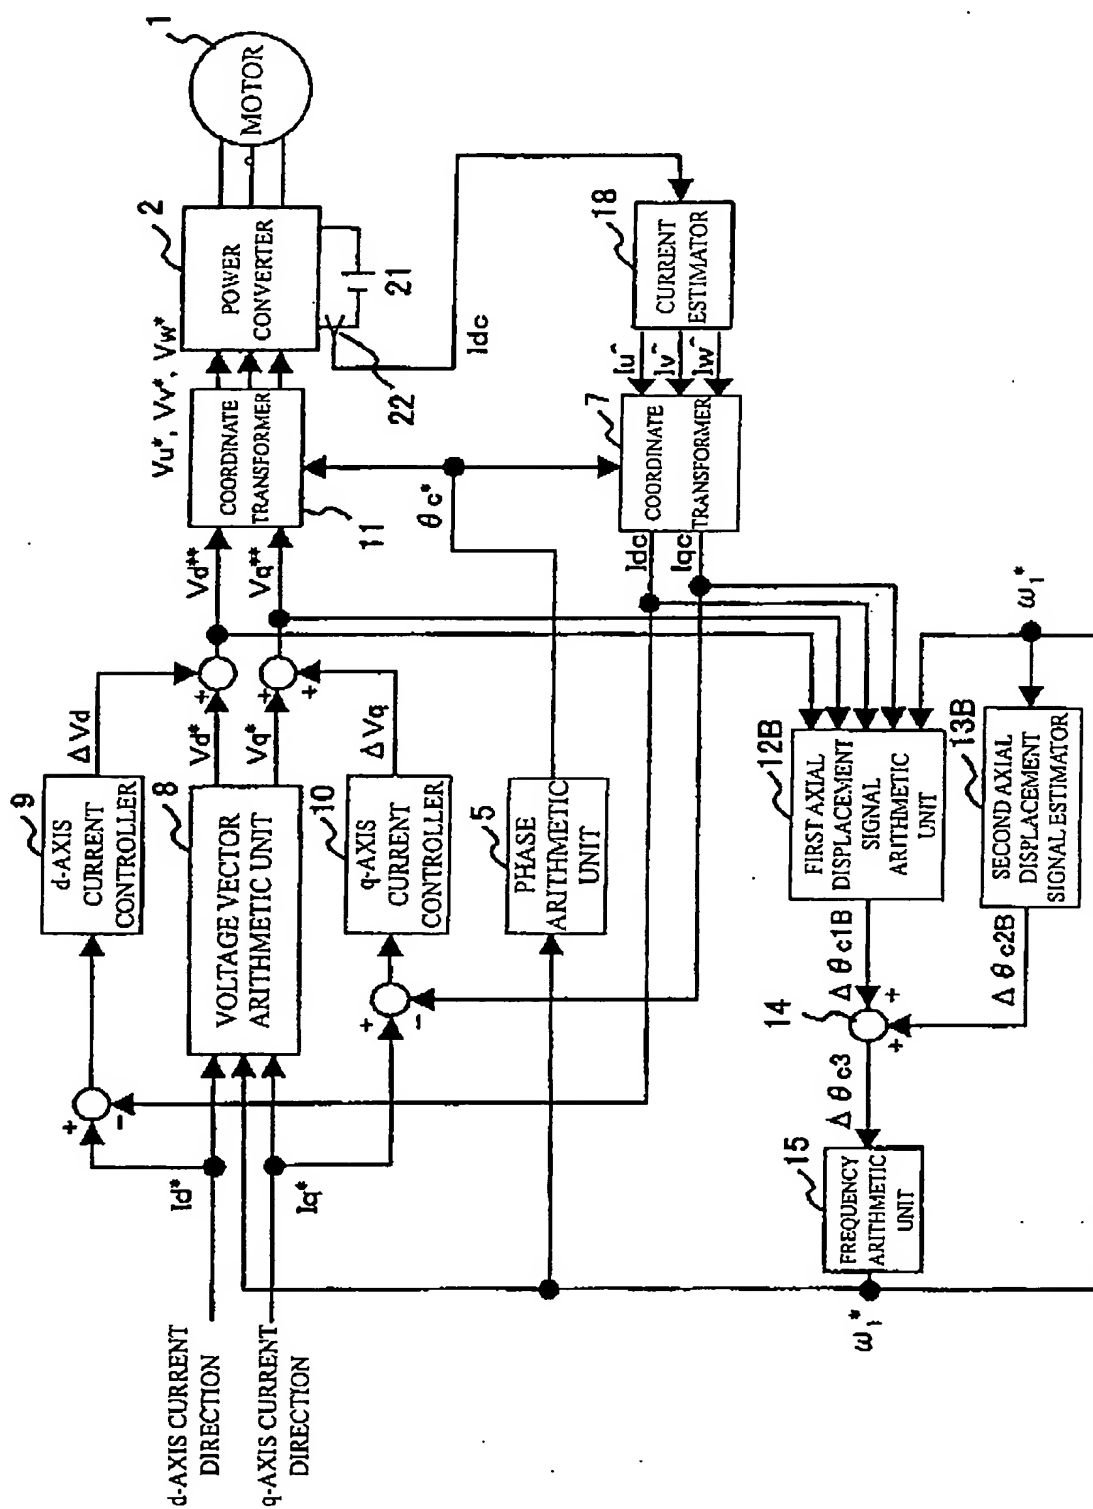 d-AXIS CURRENT
DIRECTION
q-AXIS CURRENT
DIRECTION
Id*
Iq*
+
-
9
d-AXIS
CURRENT
CONTROLLER
ΔVd
8
VOLTAGE VECTOR
ARITHMETIC UNIT
Vd*
Vq*
+
-
10
q-AXIS
CURRENT
CONTROLLER
ΔVq
+
+
+
Vd**
Vq**
COORDINATE
TRANSFORMER
11
Vu*, Vv*, Vw*
2
POWER
CONVERTER
1
MOTOR
21
22
Idc
5
PHASE
ARITHMETIC
UNIT
θc*
18
CURRENT
ESTIMATOR
Iu^
Iv^
Iw^
7
COORDINATE
TRANSFORMER
Idc
Iqc
12B
FIRST AXIAL
DISPLACEMENT
SIGNAL
ARITHMETIC
UNIT
13B
SECOND AXIAL
DISPLACEMENT
SIGNAL ESTIMATOR
ω1*
Δθc1B
Δθc2B
14
+
+
Δθc3
15
FREQUENCY
ARITHMETIC
UNIT
ω1*